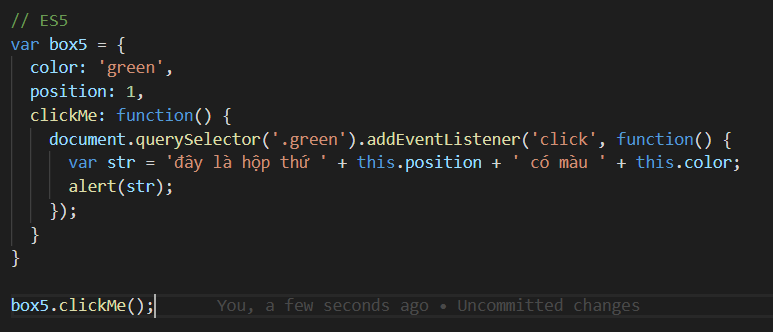 // ES5
var box5 = {
  color: 'green',
  position: 1,
  clickMe: function() {
    document.querySelector('.green').addEventListener('click', function() {
      var str = 'đây là hộp thứ ' + this.position + ' có màu ' + this.color;
      alert(str);
    });
  }
}

box5.clickMe(); You, a few seconds ago • Uncommitted changes